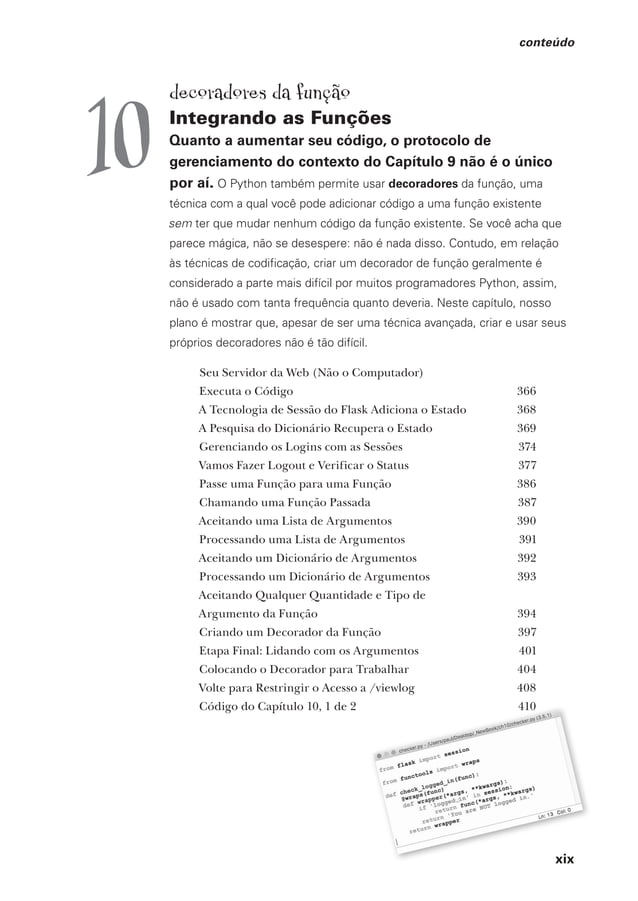 conteúdo
10
decoradores da função
Integrando as Funções
Quanto a aumentar seu código, o protocolo de
gerenciamento do contexto do Capítulo 9 não é o único
por aí. O Python também permite usar decoradores da função, uma
técnica com a qual você pode adicionar código a uma função existente
sem ter que mudar nenhum código da função existente. Se você acha que
parece mágica, não se desespere: não é nada disso. Contudo, em relação
às técnicas de codificação, criar um decorador de função geralmente é
considerado a parte mais difícil por muitos programadores Python, assim,
não é usado com tanta frequência quanto deveria. Neste capítulo, nosso
plano é mostrar que, apesar de ser uma técnica avançada, criar e usar seus
próprios decoradores não é tão difícil.
Seu Servidor da Web (Não o Computador)
Executa o Código 366
A Tecnologia de Sessão do Flask Adiciona o Estado 368
A Pesquisa do Dicionário Recupera o Estado 369
Gerenciando os Logins com as Sessões 374
Vamos Fazer Logout e Verificar o Status 377
Passe uma Função para uma Função 386
Chamando uma Função Passada 387
Aceitando uma Lista de Argumentos 390
Processando uma Lista de Argumentos 391
Aceitando um Dicionário de Argumentos 392
Processando um Dicionário de Argumentos 393
Aceitando Qualquer Quantidade e Tipo de
Argumento da Função 394
Criando um Decorador da Função 397
Etapa Final: Lidando com os Argumentos 401
Colocando o Decorador para Trabalhar 404
Volte para Restringir o Acesso a /viewlog 408
Código do Capítulo 10, 1 de 2 410
checker.py - /Users/paul/Desktop/_NewBook/ch10/checker.py (3.5.1)
from flask import session
from functools import wraps
def check_logged_in(func):
@wraps(func)
def wrapper(*args, **kwargs):
if 'logged_in' in session:
return func(*args, **kwargs)
return 'You are NOT logged in.'
return wrapper
Ln: 13 Col: 0
xix